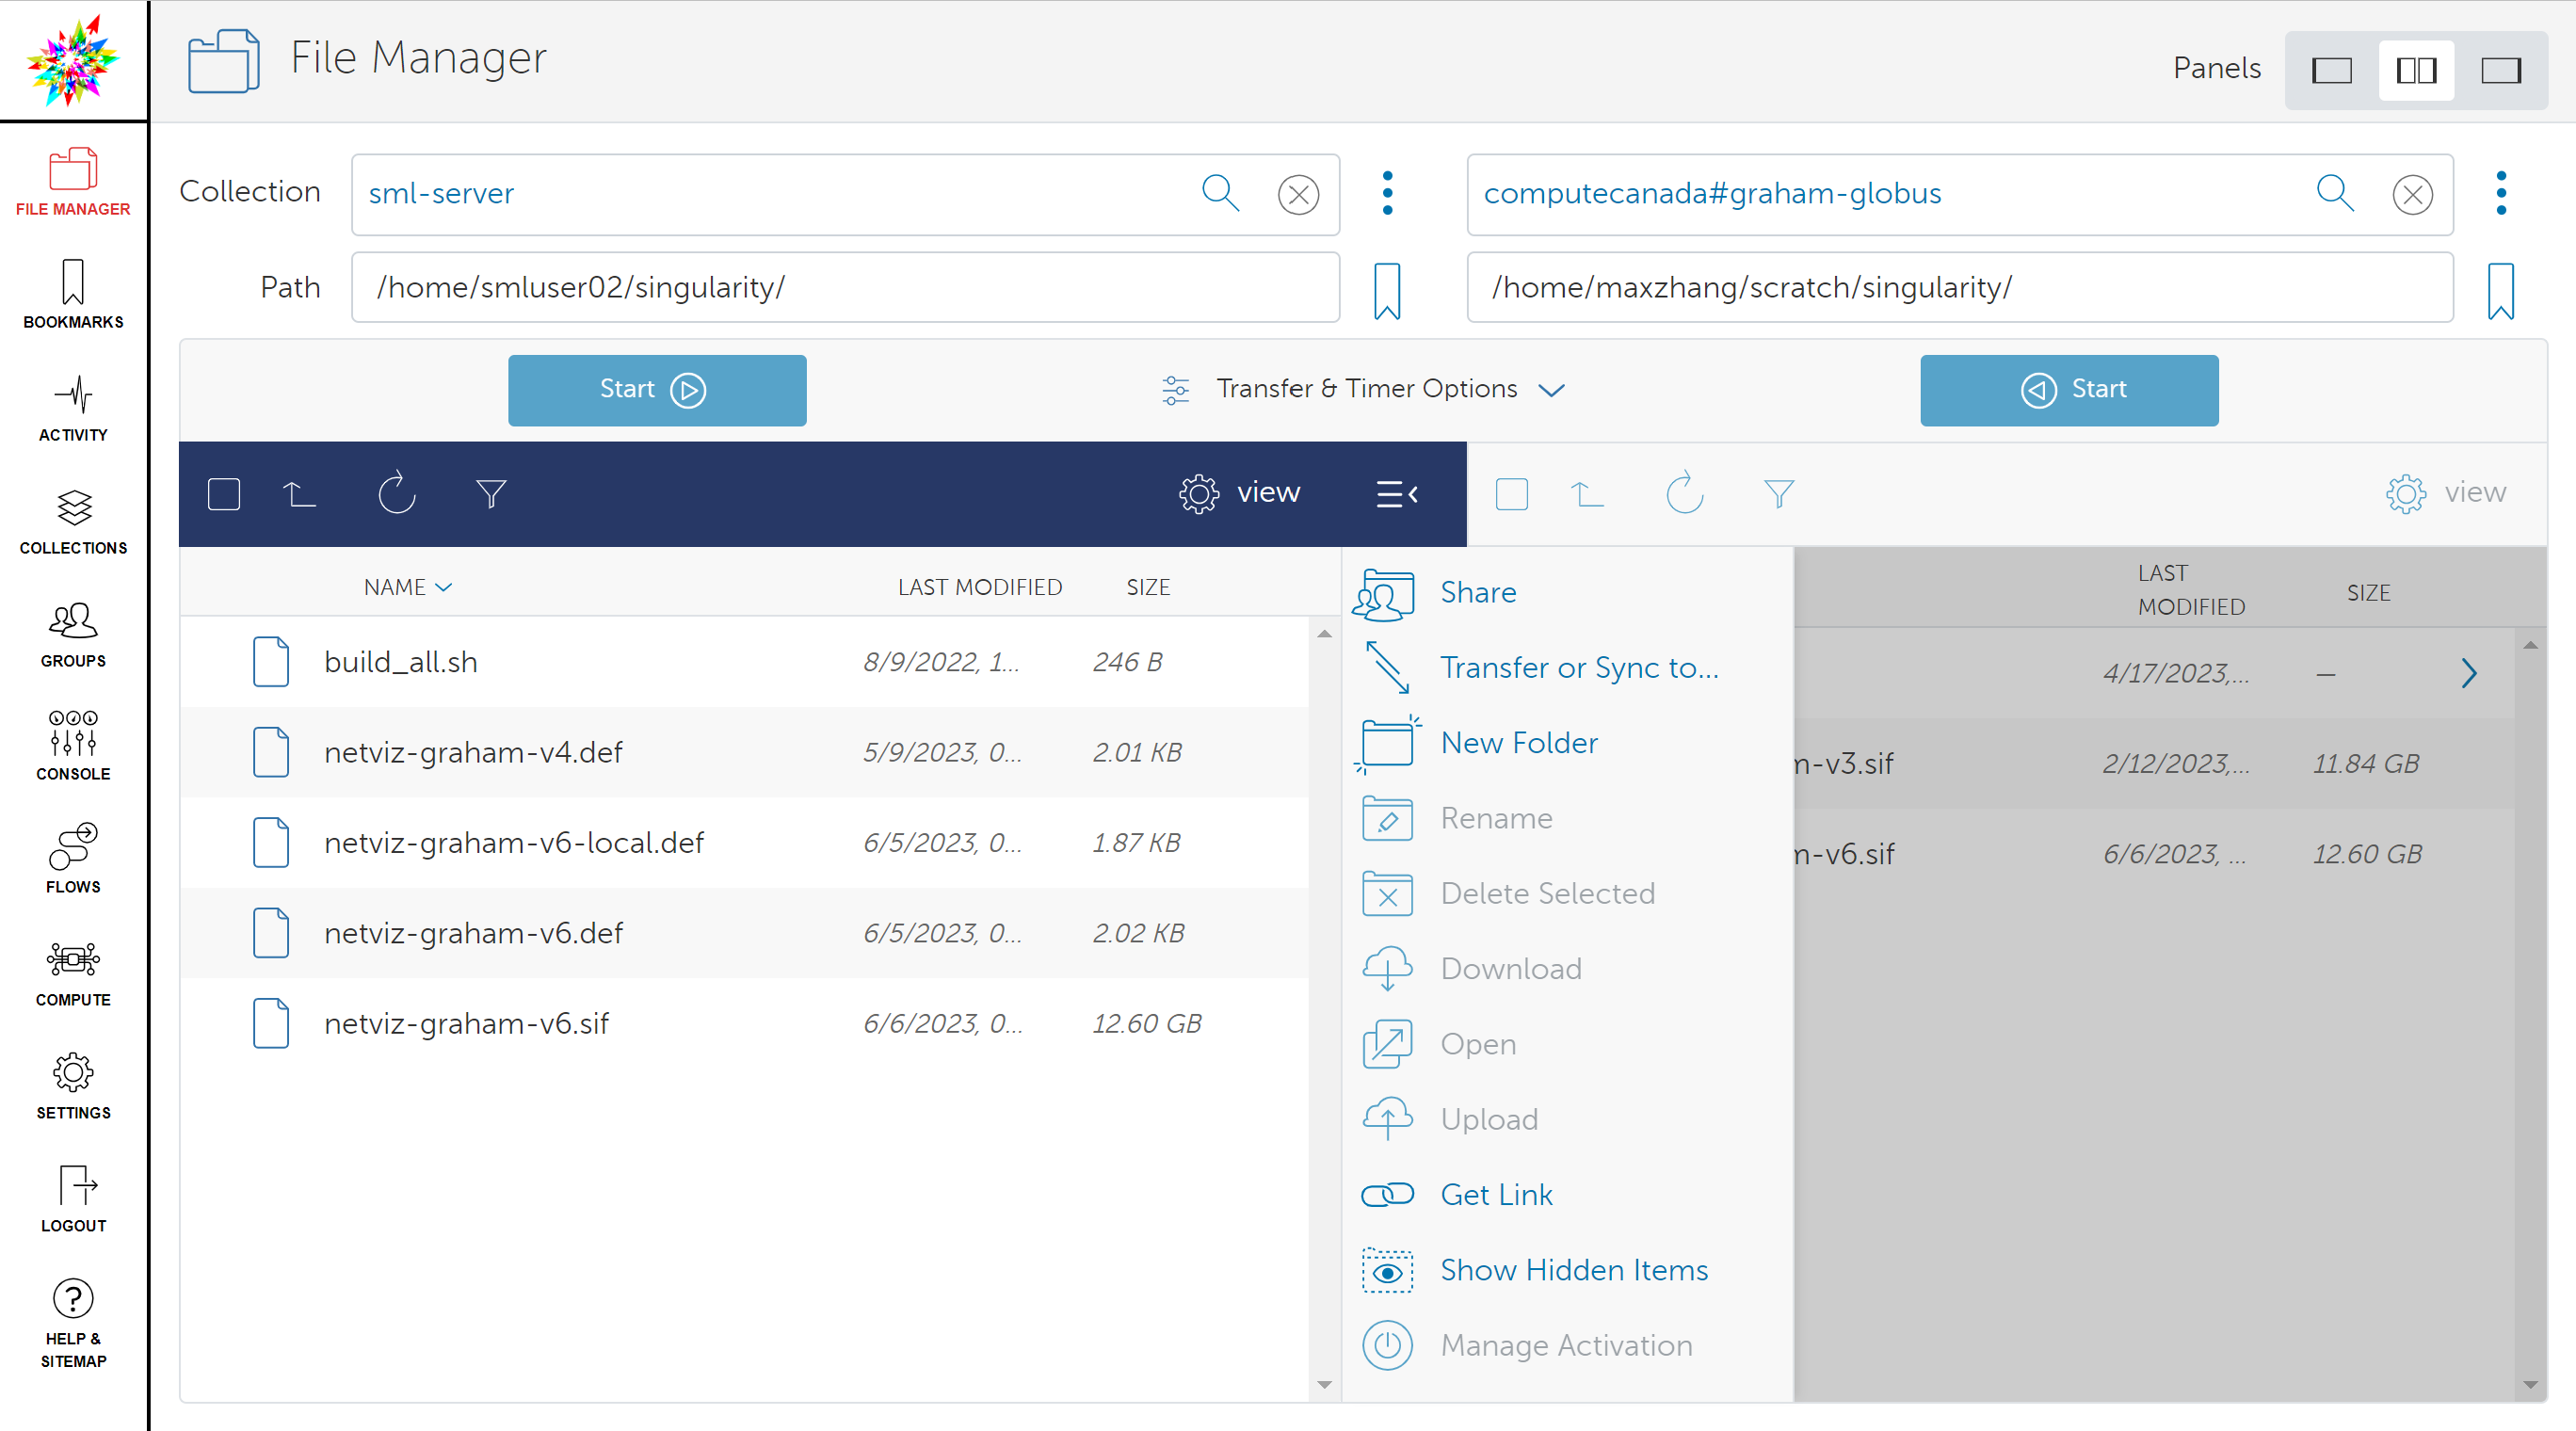 File Manager
Panels
FILE MANAGER
BOOKMARKS
ACTIVITY
COLLECTIONS
GROUPS
CONSOLE
FLOWS
COMPUTE
SETTINGS
LOGOUT
HELP &
SITEMAP
Collection sml-server computecanada#graham-globus
Path /home/smluser02/singularity/ /home/maxzhang/scratch/singularity/
Start Transfer & Timer Options Start
view view
NAME LAST MODIFIED SIZE
build_all.sh 8/9/2022, 1... 246 B
netviz-graham-v4.def 5/9/2023, 0... 2.01 KB
netviz-graham-v6-local.def 6/5/2023, 0... 1.87 KB
netviz-graham-v6.def 6/5/2023, 0... 2.02 KB
netviz-graham-v6.sif 6/6/2023, 0... 12.60 GB
Share
Transfer or Sync to...
New Folder
Rename
Delete Selected
Download
Open
Upload
Get Link
Show Hidden Items
Manage Activation
LAST
MODIFIED SIZE
4/17/2023,... —
m-v3.sif 2/12/2023,... 11.84 GB
m-v6.sif 6/6/2023, ... 12.60 GB